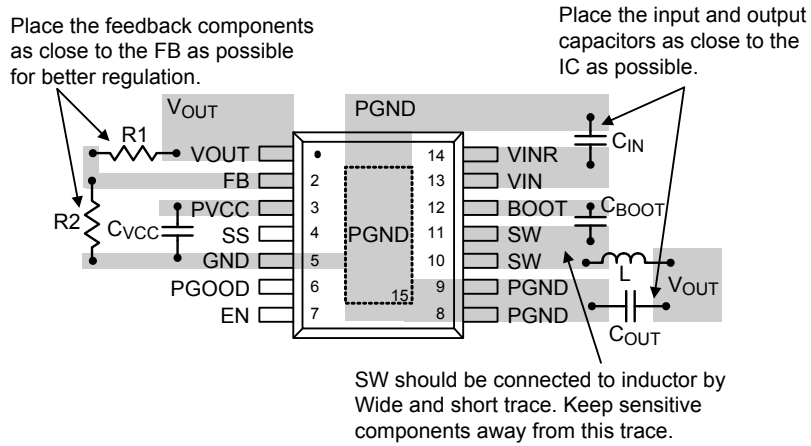 Place the feedback components
as close to the FB as possible
for better regulation.
Place the input and output
capacitors as close to the
IC as possible.
VOUT
PGND
R1
CIN
VOUT
14
VINR
FB
2
13
VIN
R2
CVCC
PVCC
3
12
BOOT
CBOOT
SS
4
PGND
11
SW
GND
5
10
SW
L
VOUT
PGOOD
6
15
9
PGND
EN
7
8
PGND
COUT
SW should be connected to inductor by
Wide and short trace. Keep sensitive
components away from this trace.